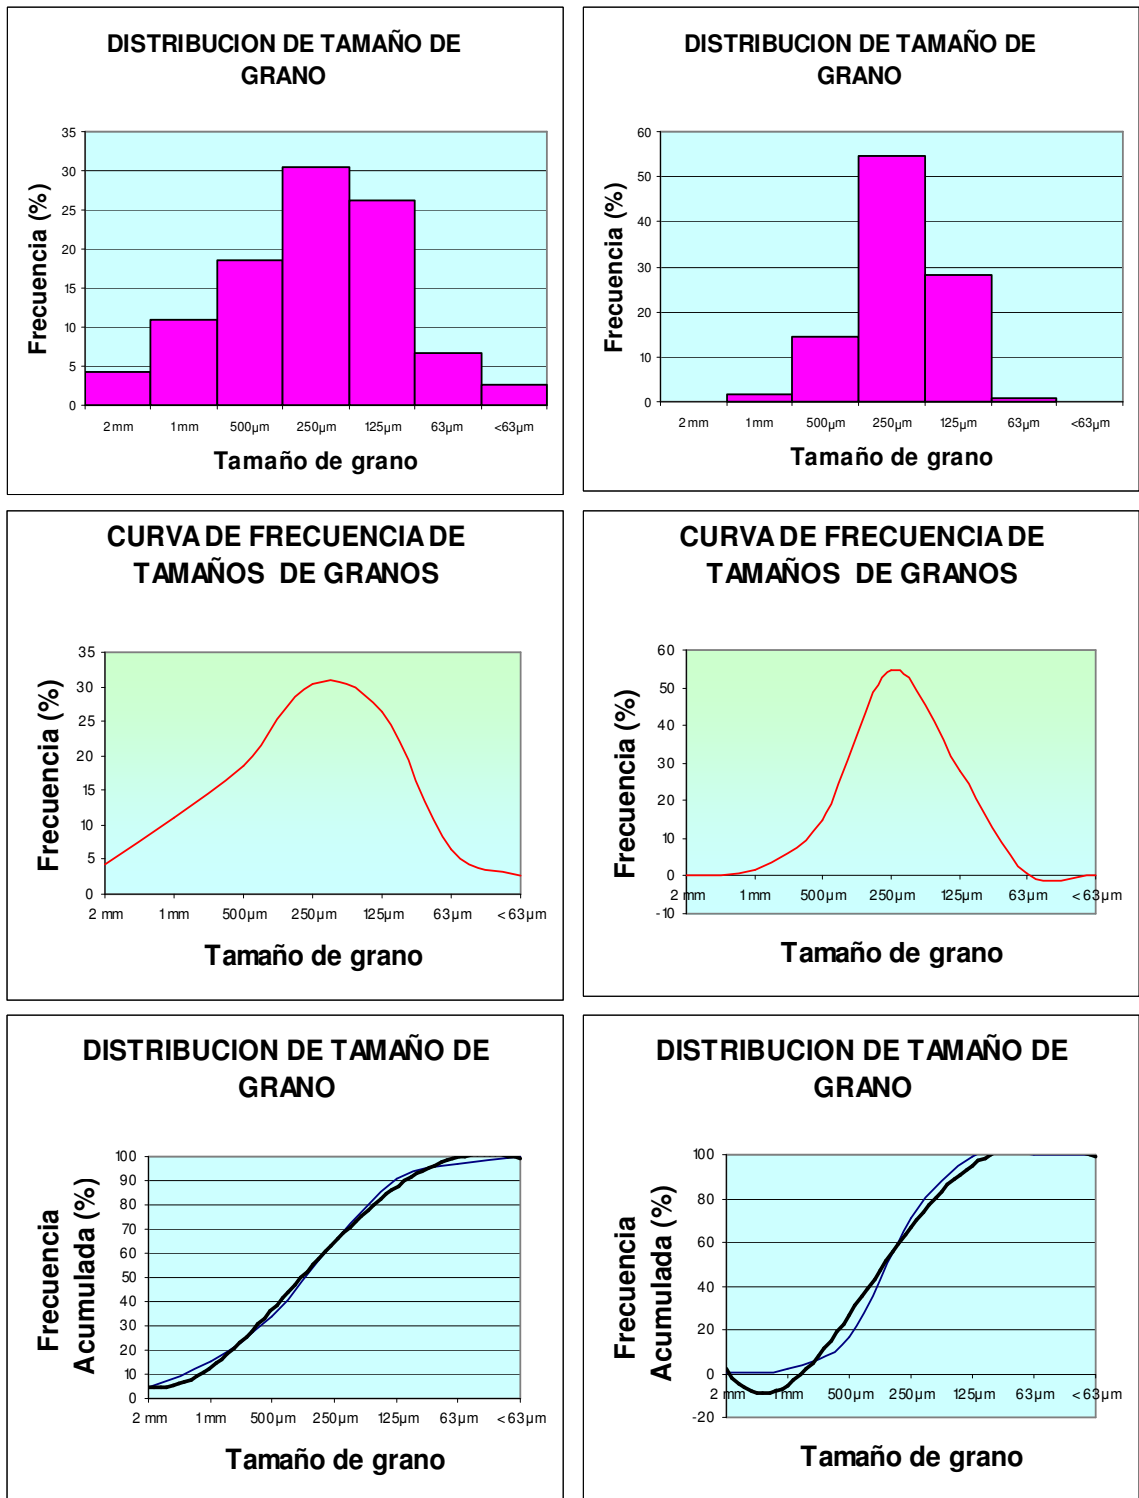 DISTRIBUCION DE TAMAÑO DE
GRANO
35
30
25
20
15
10
5
0
Frecuencia (%)
2 mm 1 mm 500µm 250µm 125µm 63µm <63µm
Tamaño de grano
DISTRIBUCION DE TAMAÑO DE
GRANO
60
50
40
30
20
10
0
Frecuencia (%)
2 mm 1 mm 500µm 250µm 125µm 63µm <63µm
Tamaño de grano
CURVA DE FRECUENCIA DE
TAMAÑOS DE GRANOS
35
30
25
20
15
10
5
0
Frecuencia (%)
2 mm 1 mm 500µm 250µm 125µm 63µm <63µm
Tamaño de grano
CURVA DE FRECUENCIA DE
TAMAÑOS DE GRANOS
60
50
40
30
20
10
0
-10
Frecuencia (%)
2 mm 1 mm 500µm 250µm 125µm 63µm <63µm
Tamaño de grano
DISTRIBUCION DE TAMAÑO DE
GRANO
100
90
80
70
60
50
40
30
20
10
0
Frecuencia
Acumulada (%)
2 mm 1 mm 500µm 250µm 125µm 63µm <63µm
Tamaño de grano
DISTRIBUCION DE TAMAÑO DE
GRANO
100
80
60
40
20
0
-20
Frecuencia
Acumulada (%)
2 mm 1 mm 500µm 250µm 125µm 63µm <63µm
Tamaño de grano